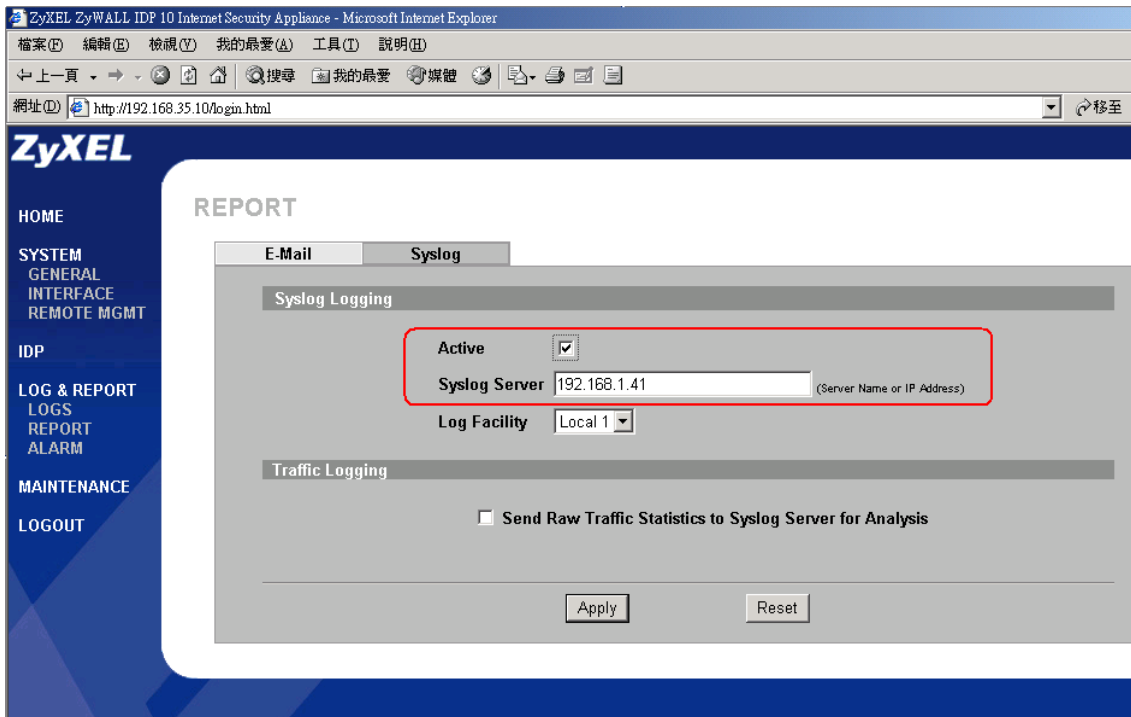 ZyXEL ZyWALL IDP 10 Internet Security Appliance - Microsoft Internet Explorer
檔案(F) 編輯(E) 檢視(V) 我的最愛(A) 工具(T) 說明(H)
上一頁 搜尋 我的最愛 媒體
網址(D) http://192.168.35.10/login.html 移至
ZyXEL
HOME
SYSTEM
GENERAL
INTERFACE
REMOTE MGMT
IDP
LOG & REPORT
LOGS
REPORT
ALARM
MAINTENANCE
LOGOUT
REPORT
E-Mail Syslog
Syslog Logging
Active
Syslog Server 192.168.1.41 (Server Name or IP Address)
Log Facility Local 1
Traffic Logging
Send Raw Traffic Statistics to Syslog Server for Analysis
Apply Reset